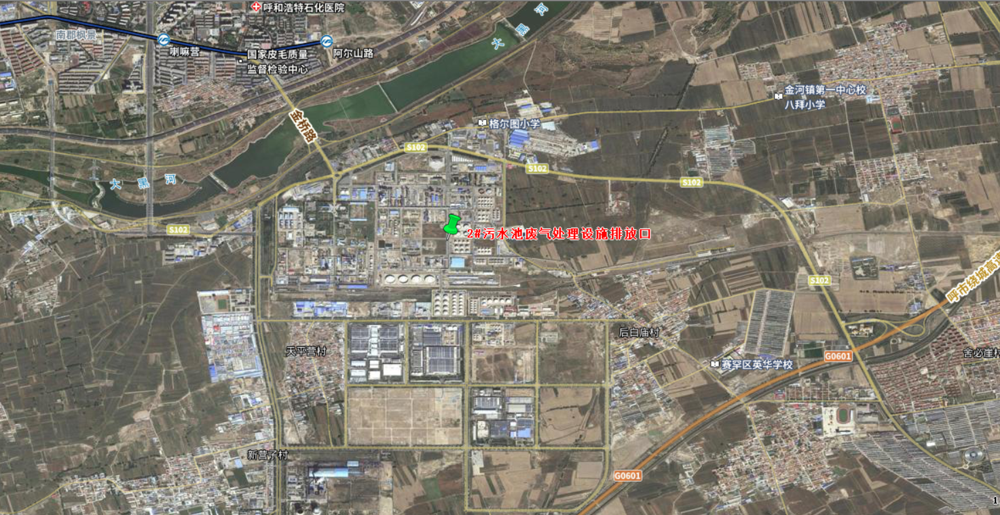 呼和浩特石化医院
大黑河
南郡枫景
喇嘛营
国家皮毛质量
监督检验中心
阿尔山路
金河镇第一中心校
八拜小学
金桥路
格尔图小学
S102
S102
S102
大黑河
S102
2#污水池废气处理设施排放口
S102
呼市绕城高速
后白庙村
天平营村
G0601
舍必崖村
赛罕区英华学校
新营子村
G0601
1